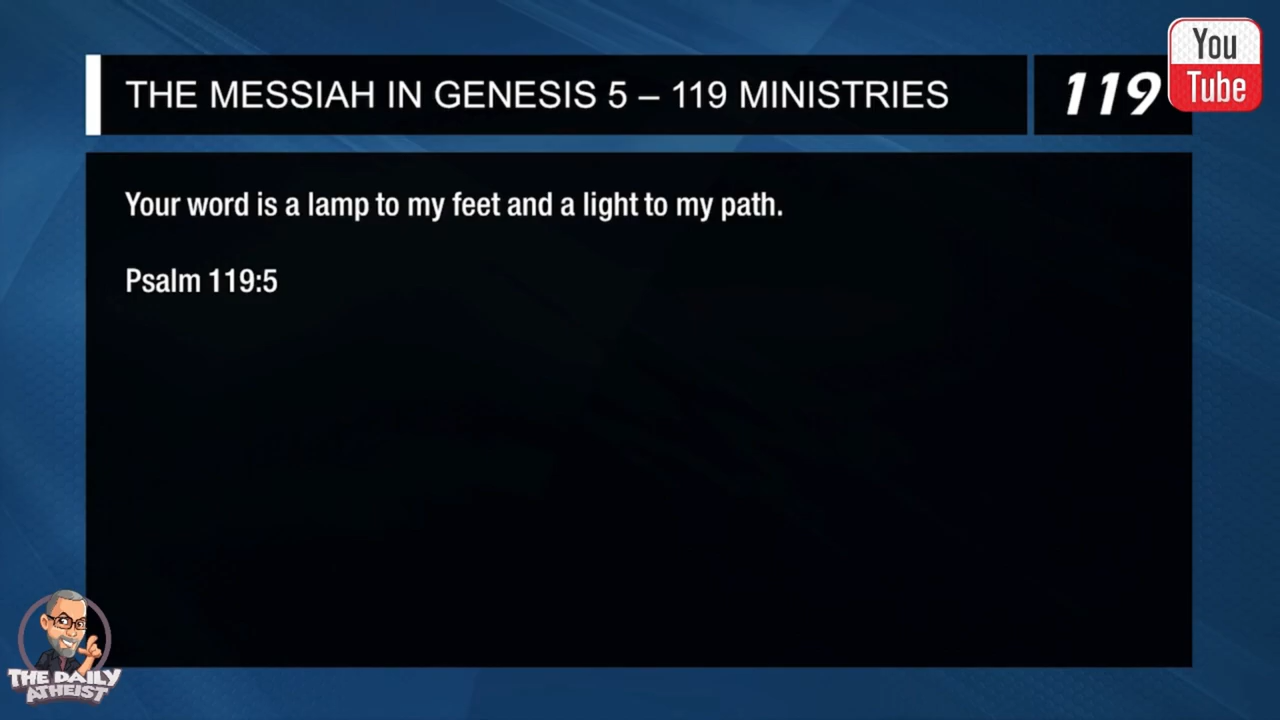 THE MESSIAH IN GENESIS 5 – 119 MINISTRIES
119
You
Tube
Your word is a lamp to my feet and a light to my path.
Psalm 119:5
THE DAILY
ATHEIST